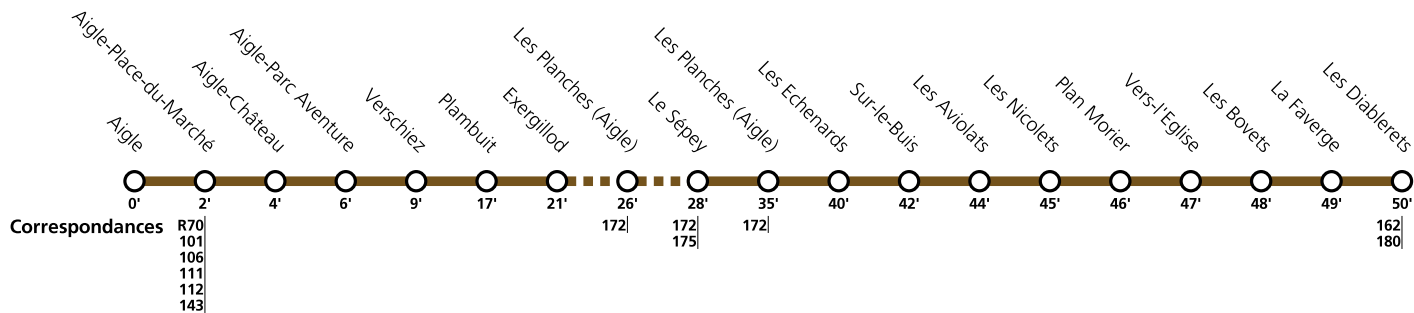 Aigle
Aigle-Place-du-Marché
Aigle-Château
Aigle-Parc Aventure
Verschiez
Plambuit
Exergillod
Les Planches (Aigle)
Le Sépey
Les Planches (Aigle)
Les Echenards
Sur-le-Buis
Les Aviolats
Les Nicolets
Plan Morier
Vers-l'Eglise
Les Bovets
La Faverge
Les Diablerets
0' 2' 4' 6' 9' 17' 21' 26' 28' 35' 40' 42' 44' 45' 46' 47' 48' 49' 50'
Correspondances R70 172 172 172 162
101 175 180
106
111
112
143